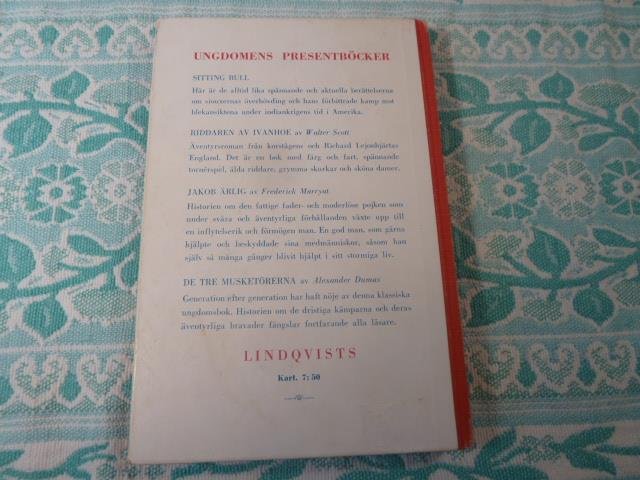 UNGDOMENS PRESENTBÖCKER
SITTING BULL
Här är de alltid lika spännande och aktuella berättelserna
om siouxernas överhövding och hans förbittrade kamp mot
blekansiktena under indiankrigens tid i Amerika.
RIDDAREN AV IVANHOE av Walter Scott
Äventyrsroman från korstågens och Richard Lejonhjärtas
England. Det är en bok med färg och fart, spännande
tornérspel, älda riddare, grymma skurkar och sköna damer.
JAKOB ÄRLIG av Frederick Marryat
Historien om den fattige fader- och moderlöse pojken som
under svåra och äventyrliga förhållanden växte upp till
en inflytelserik och förmögen man. En god man, som gärna
hjälpte och beskyddade sina medmänniskor, såsom han
själv så många gånger blivit hjälpt i sitt stormiga liv.
DE TRE MUSKETÖRERNA av Alexander Dumas
Generation efter generation har haft nöje av denna klassiska
ungdomsbok. Historien om de dristiga kämparna och deras
äventyrliga bravader fängslar fortfarande alla läsare.
LINDQVISTS
Kart. 7:50